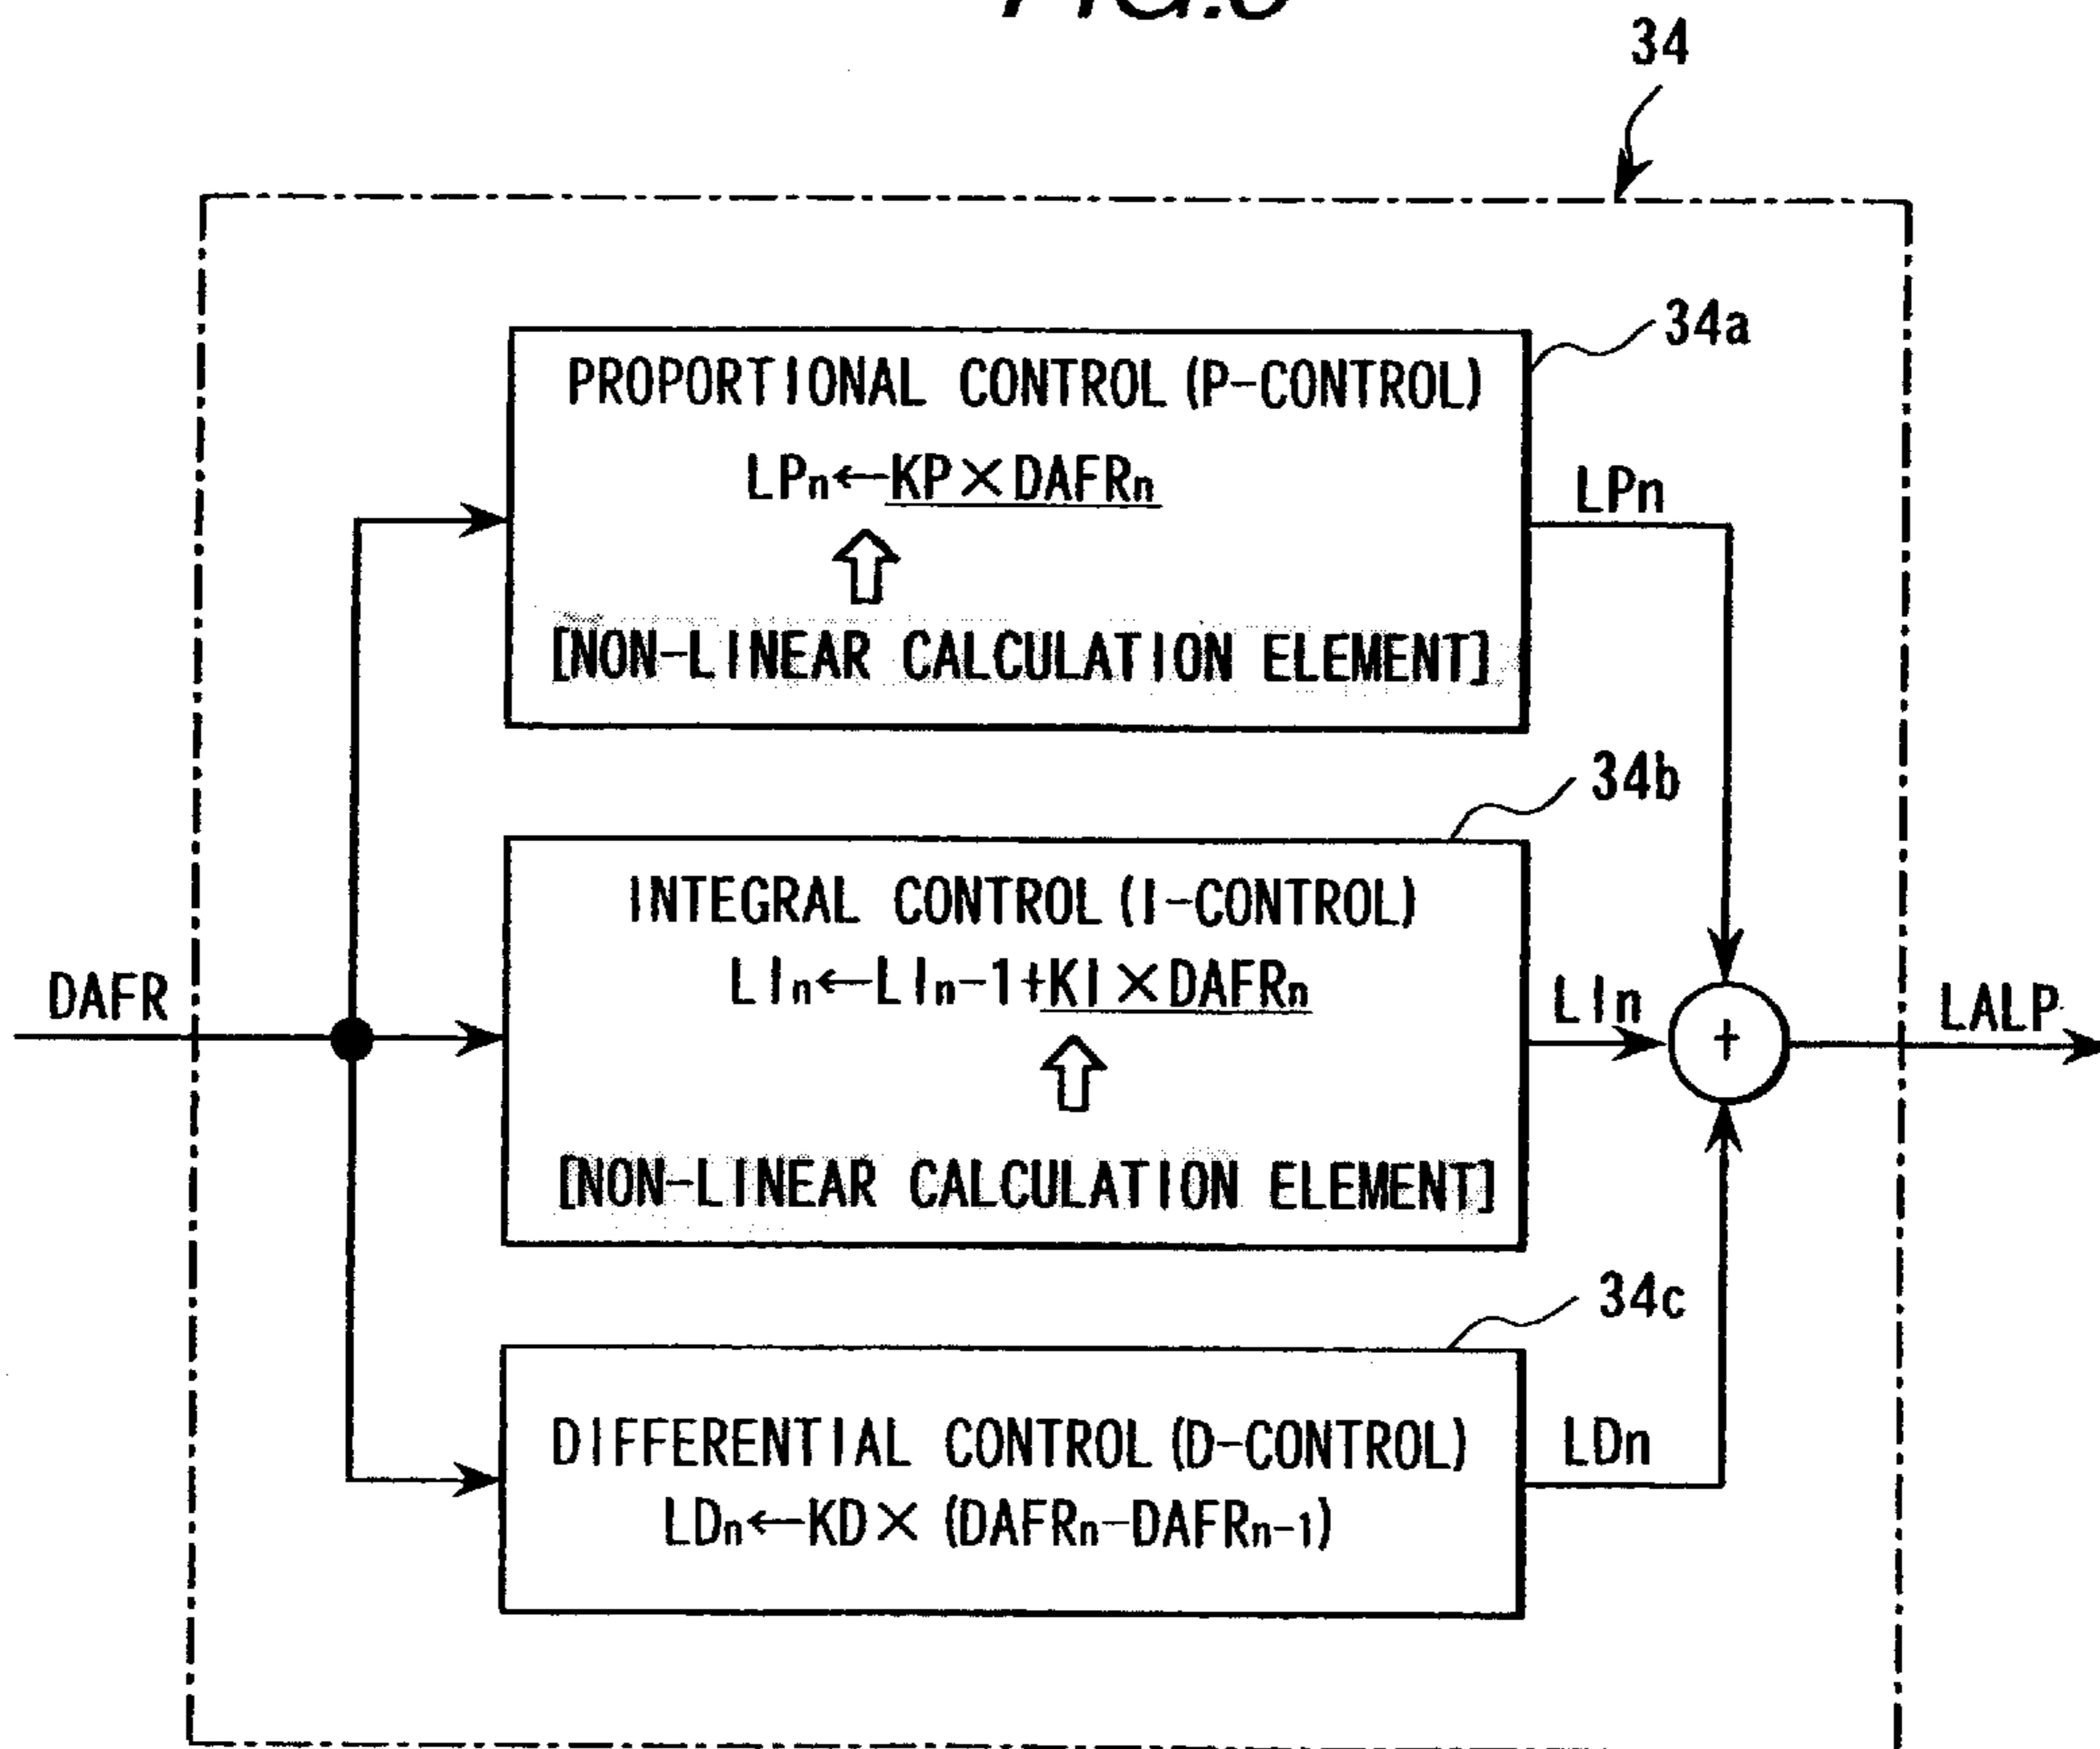 34
34a
PROPORTIONAL CONTROL (P-CONTROL)
LPn←KP×DAFRn
LPn
[NON-LINEAR CALCULATION ELEMENT]
34b
INTEGRAL CONTROL (I-CONTROL)
LIn←LIn-1+KI×DAFRn
DAFR
LIn
+
LALP
[NON-LINEAR CALCULATION ELEMENT]
34c
DIFFERENTIAL CONTROL (D-CONTROL)
LDn
LDn←KD× (DAFRn-DAFRn-1)